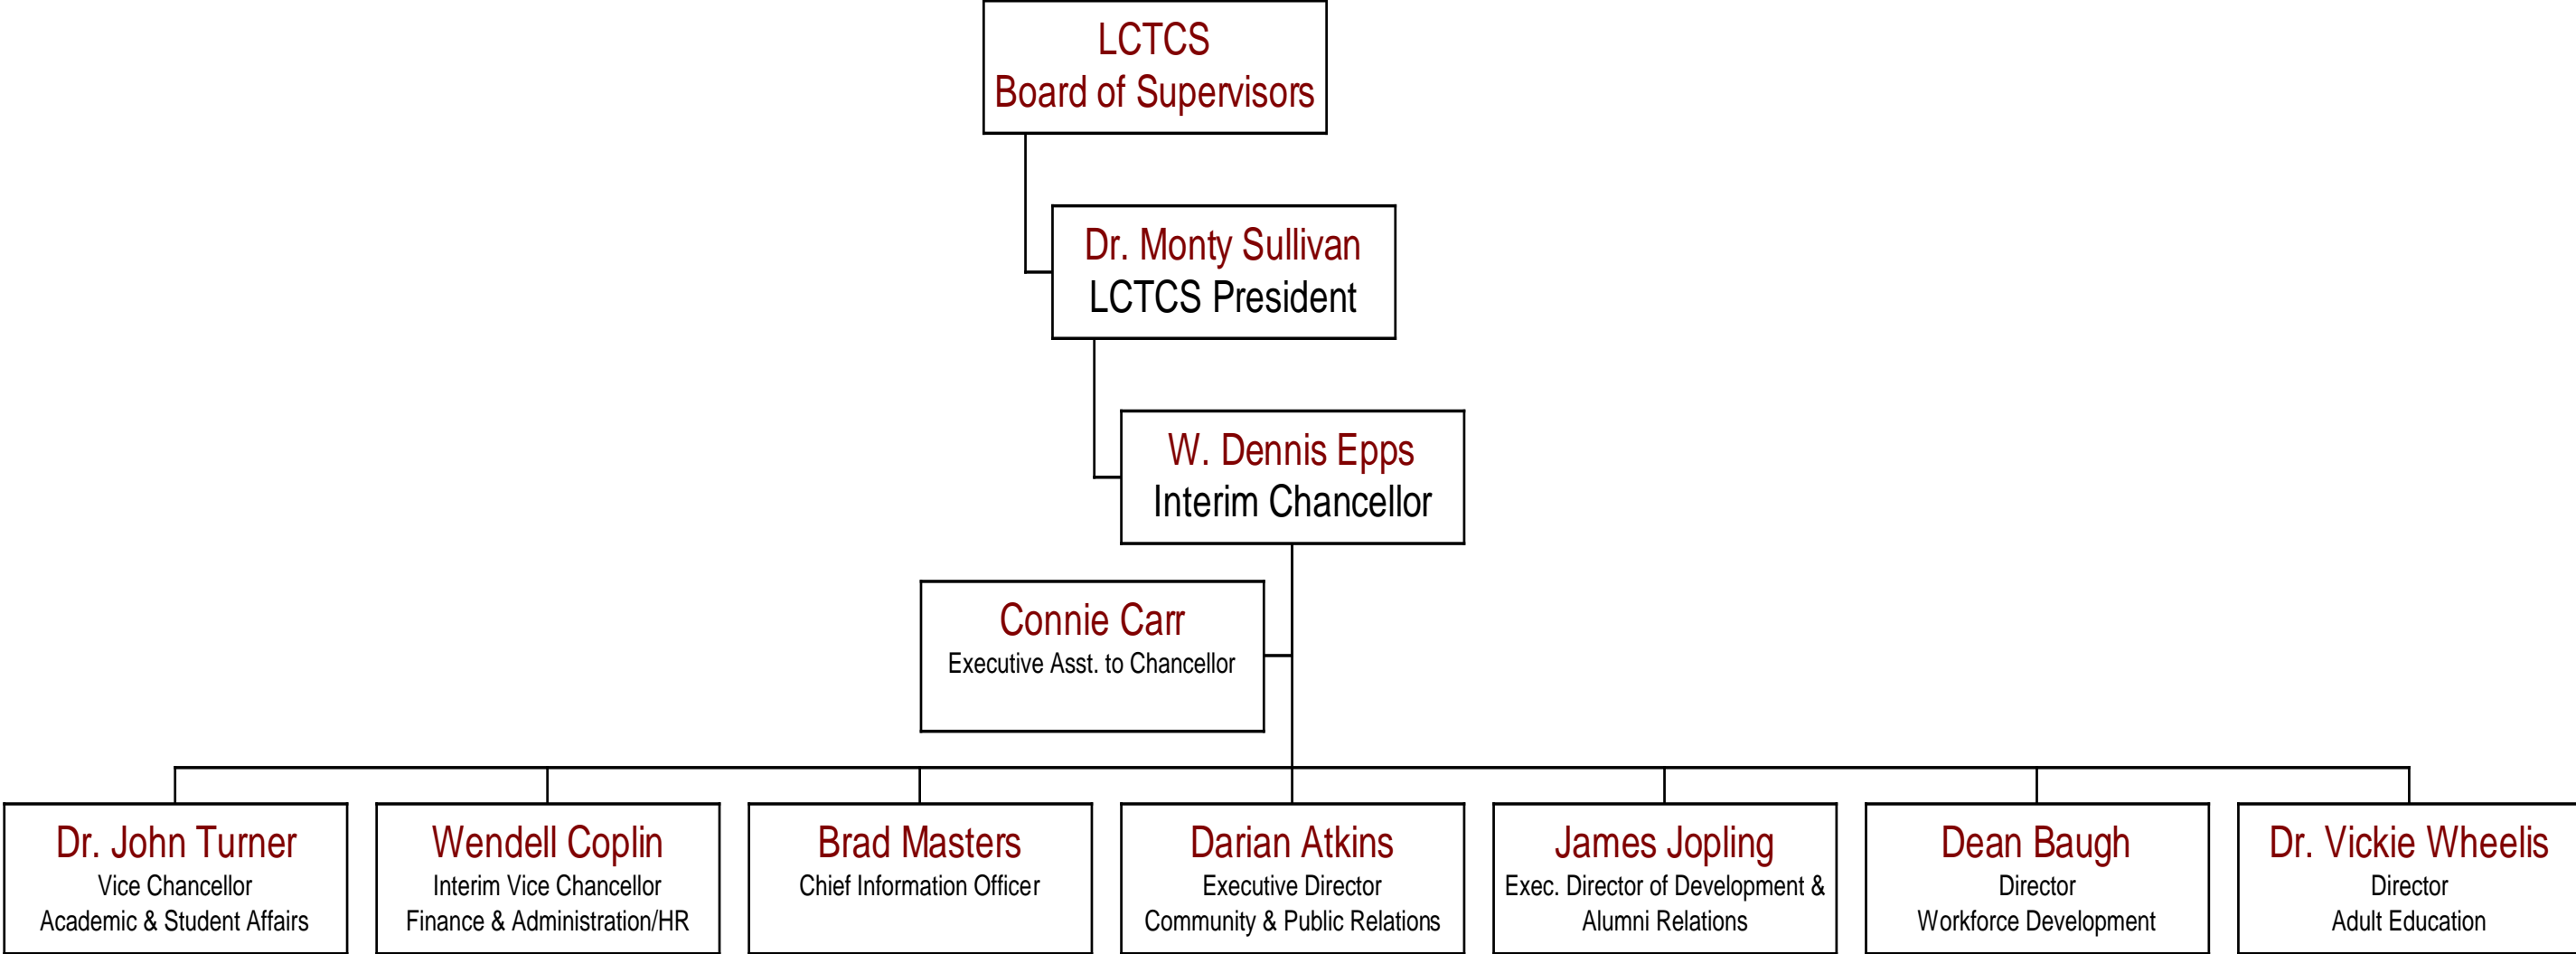 LCTCS
Board of Supervisors
Dr. Monty Sullivan
LCTCS President
W. Dennis Epps
Interim Chancellor
Connie Carr
Executive Asst. to Chancellor
Dr. John Turner
Vice Chancellor
Academic & Student Affairs
Wendell Coplin
Interim Vice Chancellor
Finance & Administration/HR
Brad Masters
Chief Information Officer
Darian Atkins
Executive Director
Community & Public Relations
James Jopling
Exec. Director of Development &
Alumni Relations
Dean Baugh
Director
Workforce Development
Dr. Vickie Wheelis
Director
Adult Education